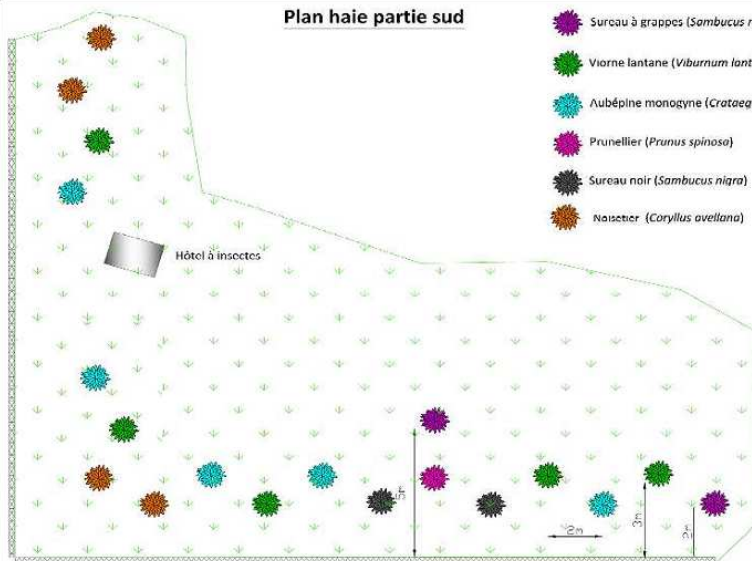 Plan haie partie sud
Sureau à grappes (Sambucus r
Viorne lantane (Viburnum lant
Aubépine monogyne (Crataeg
Prunellier (Prunus spinosa)
Sureau noir (Sambucus nigra)
Noisetier (Coryllus avellana)
Hôtel à insectes
5m
2m
3m
2m